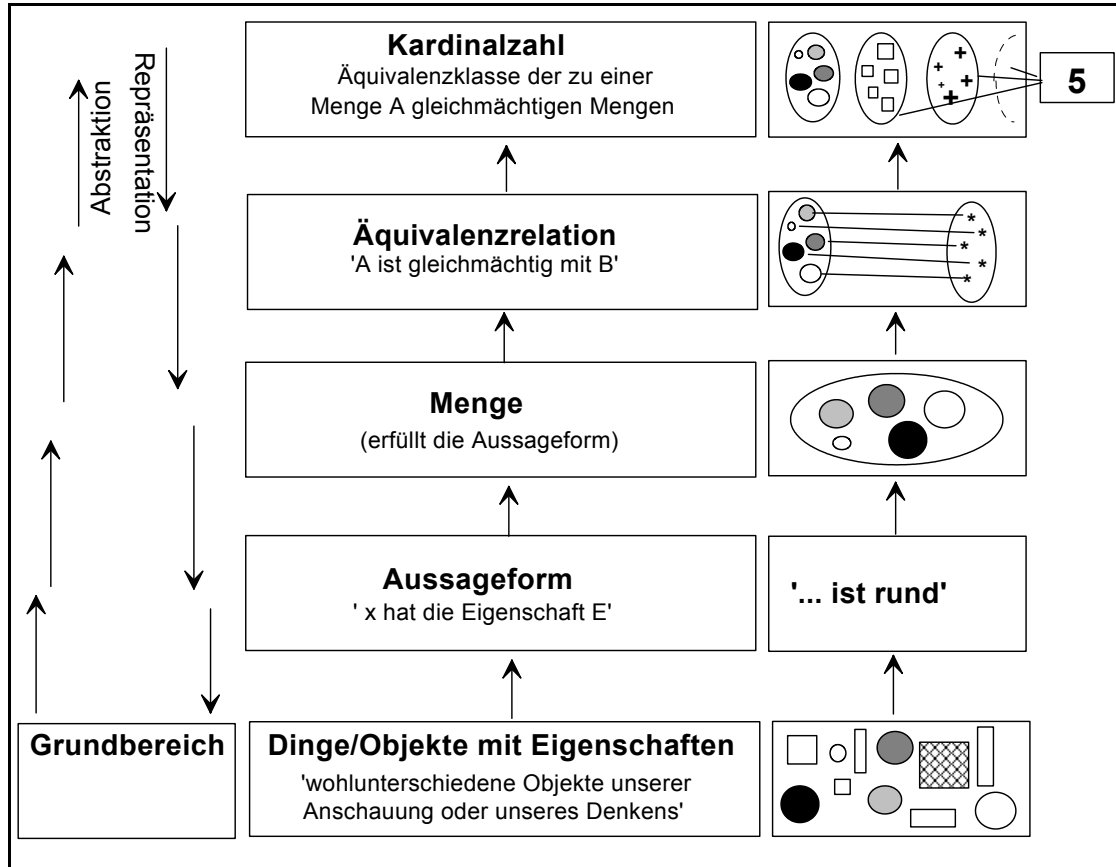 Repräsentation
Abstraktion
Kardinalzahl
Äquivalenzklasse der zu einer
Menge A gleichmächtigen Mengen
5
Äquivalenzrelation
'A ist gleichmächtig mit B'
Menge
(erfüllt die Aussageform)
Aussageform
' x hat die Eigenschaft E'
'... ist rund'
Grundbereich
Dinge/Objekte mit Eigenschaften
'wohlunterschiedene Objekte unserer
Anschauung oder unseres Denkens'